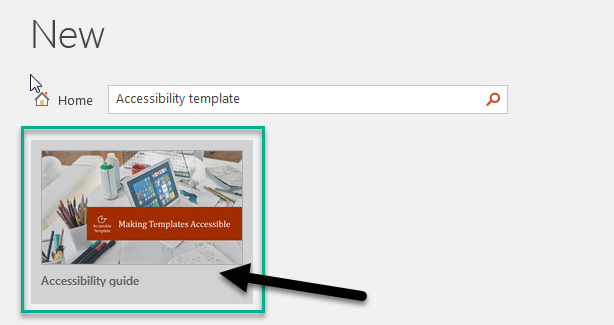 New
Home
Accessibility template
Accessible
Template
Making Templates Accessible
Accessibility guide